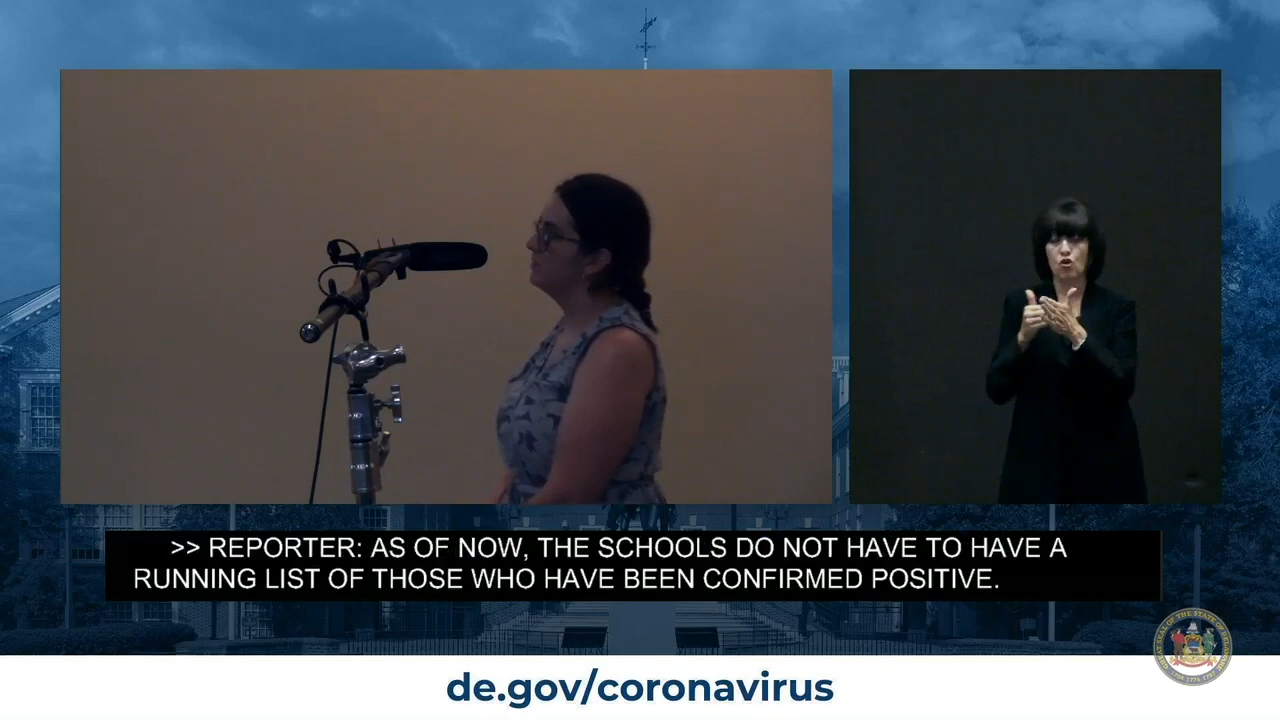 >> REPORTER: AS OF NOW, THE SCHOOLS DO NOT HAVE TO HAVE A
RUNNING LIST OF THOSE WHO HAVE BEEN CONFIRMED POSITIVE.
de.gov/coronavirus